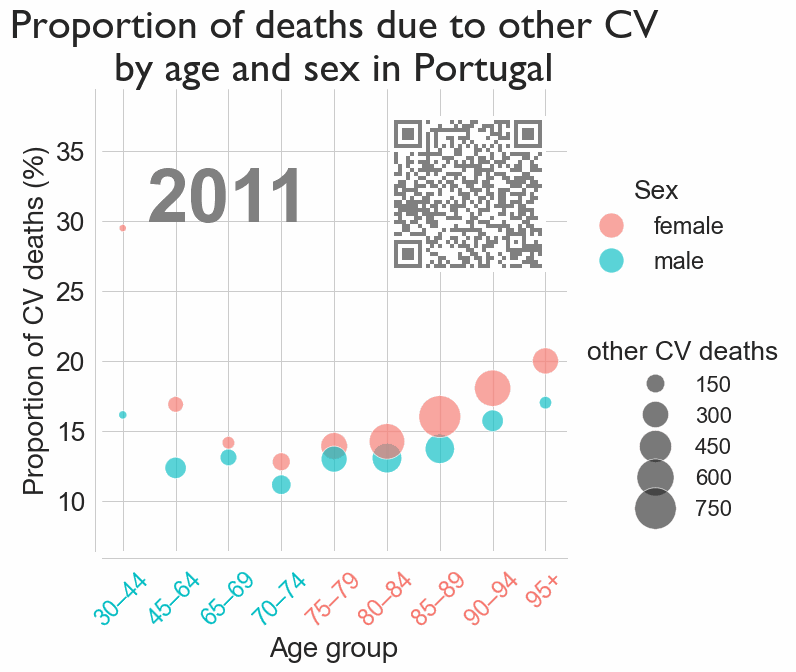 Proportion of deaths due to other CV
by age and sex in Portugal
Proportion of CV deaths (%)
35
30
25
20
15
10
2011
Sex
female
male
other CV deaths
150
300
450
600
750
30–44
45–64
65–69
70–74
75–79
80–84
85–89
90–94
95+
Age group